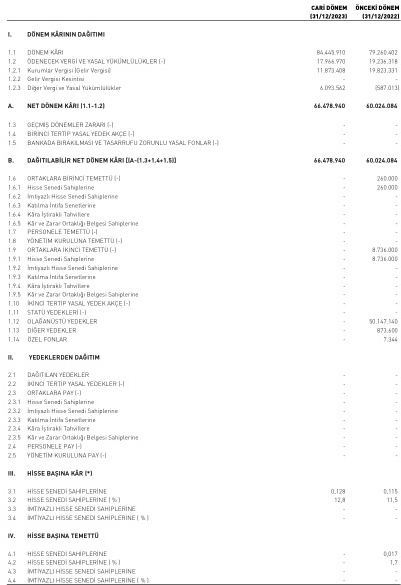 CARİ DÖNEM ÖNCEKİ DÖNEM
(31/12/2023) (31/12/2022)
I. DÖNEM KÂRININ DAĞITIMI
1.1 DÖNEM KÂRI 84.445.910 79.260.402
1.2 ÖDENECEK VERGİ VE YASAL YÜKÜMLÜLÜKLER (-) 17.966.970 19.236.318
1.2.1 Kurumlar Vergisi (Gelir Vergisi) 11.873.408 19.823.331
1.2.2 Gelir Vergisi Kesintisi - -
1.2.3 Diğer Vergi ve Yasal Yükümlülükler 6.093.562 (587.013)
A. NET DÖNEM KÂRI (1.1-1.2) 66.478.940 60.024.084
1.3 GEÇMİŞ DÖNEMLER ZARARI (-) - -
1.4 BİRİNCİ TERTİP YASAL YEDEK AKÇE (-) - -
1.5 BANKADA BIRAKILMASI VE TASARRUFU ZORUNLU YASAL FONLAR (-) - -
B. DAĞITILABİLİR NET DÖNEM KÂRI [(A-(1.3+1.4+1.5)] 66.478.940 60.024.084
1.6 ORTAKLARA BİRİNCİ TEMETTÜ (-) - 260.000
1.6.1 Hisse Senedi Sahiplerine - 260.000
1.6.2 İmtiyazlı Hisse Senedi Sahiplerine - -
1.6.3 Katılma İntifa Senetlerine - -
1.6.4 Kâra İştirakli Tahvillere - -
1.6.5 Kâr ve Zarar Ortaklığı Belgesi Sahiplerine - -
1.7 PERSONELE TEMETTÜ (-) - -
1.8 YÖNETİM KURULUNA TEMETTÜ (-) - -
1.9 ORTAKLARA İKİNCİ TEMETTÜ (-) - 8.736.000
1.9.1 Hisse Senedi Sahiplerine - 8.736.000
1.9.2 İmtiyazlı Hisse Senedi Sahiplerine - -
1.9.3 Katılma İntifa Senetlerine - -
1.9.4 Kâra İştirakli Tahvillere - -
1.9.5 Kâr ve Zarar Ortaklığı Belgesi Sahiplerine - -
1.10 İKİNCİ TERTİP YASAL YEDEK AKÇE (-) - -
1.11 STATÜ YEDEKLERİ (-) - -
1.12 OLAĞANÜSTÜ YEDEKLER - 50.147.140
1.13 DİĞER YEDEKLER - 873.600
1.14 ÖZEL FONLAR - 7.344
II. YEDEKLERDEN DAĞITIM
2.1 DAĞITILAN YEDEKLER - -
2.2 İKİNCİ TERTİP YASAL YEDEKLER (-) - -
2.3 ORTAKLARA PAY (-) - -
2.3.1 Hisse Senedi Sahiplerine - -
2.3.2 İmtiyazlı Hisse Senedi Sahiplerine - -
2.3.3 Katılma İntifa Senetlerine - -
2.3.4 Kâra İştirakli Tahvillere - -
2.3.5 Kâr ve Zarar Ortaklığı Belgesi Sahiplerine - -
2.4 PERSONELE PAY (-) - -
2.5 YÖNETİM KURULUNA PAY (-) - -
III. HİSSE BAŞINA KÂR (*)
3.1 HİSSE SENEDİ SAHİPLERİNE 0,128 0,115
3.2 HİSSE SENEDİ SAHİPLERİNE ( % ) 12,8 11,5
3.3 İMTİYAZLI HİSSE SENEDİ SAHİPLERİNE - -
3.4 İMTİYAZLI HİSSE SENEDİ SAHİPLERİNE ( % ) - -
IV. HİSSE BAŞINA TEMETTÜ
4.1 HİSSE SENEDİ SAHİPLERİNE - 0,017
4.2 HİSSE SENEDİ SAHİPLERİNE ( % ) - 1,7
4.3 İMTİYAZLI HİSSE SENEDİ SAHİPLERİNE - -
4.4 İMTİYAZLI HİSSE SENEDİ SAHİPLERİNE ( % ) - -